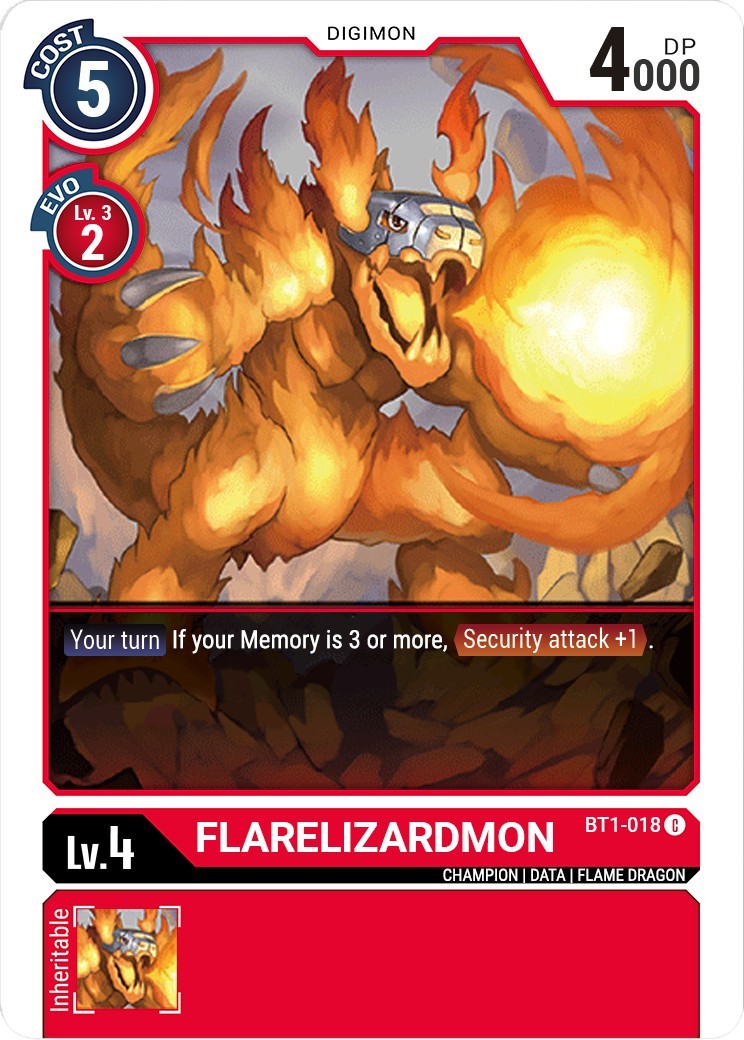 DIGIMON
COST
5
DP
4000
EVO
Lv. 3
2
Your turn If your Memory is 3 or more, Security attack +1 .
Lv.4
FLARELIZARDMON
BT1-018 C
CHAMPION | DATA | FLAME DRAGON
Inheritable